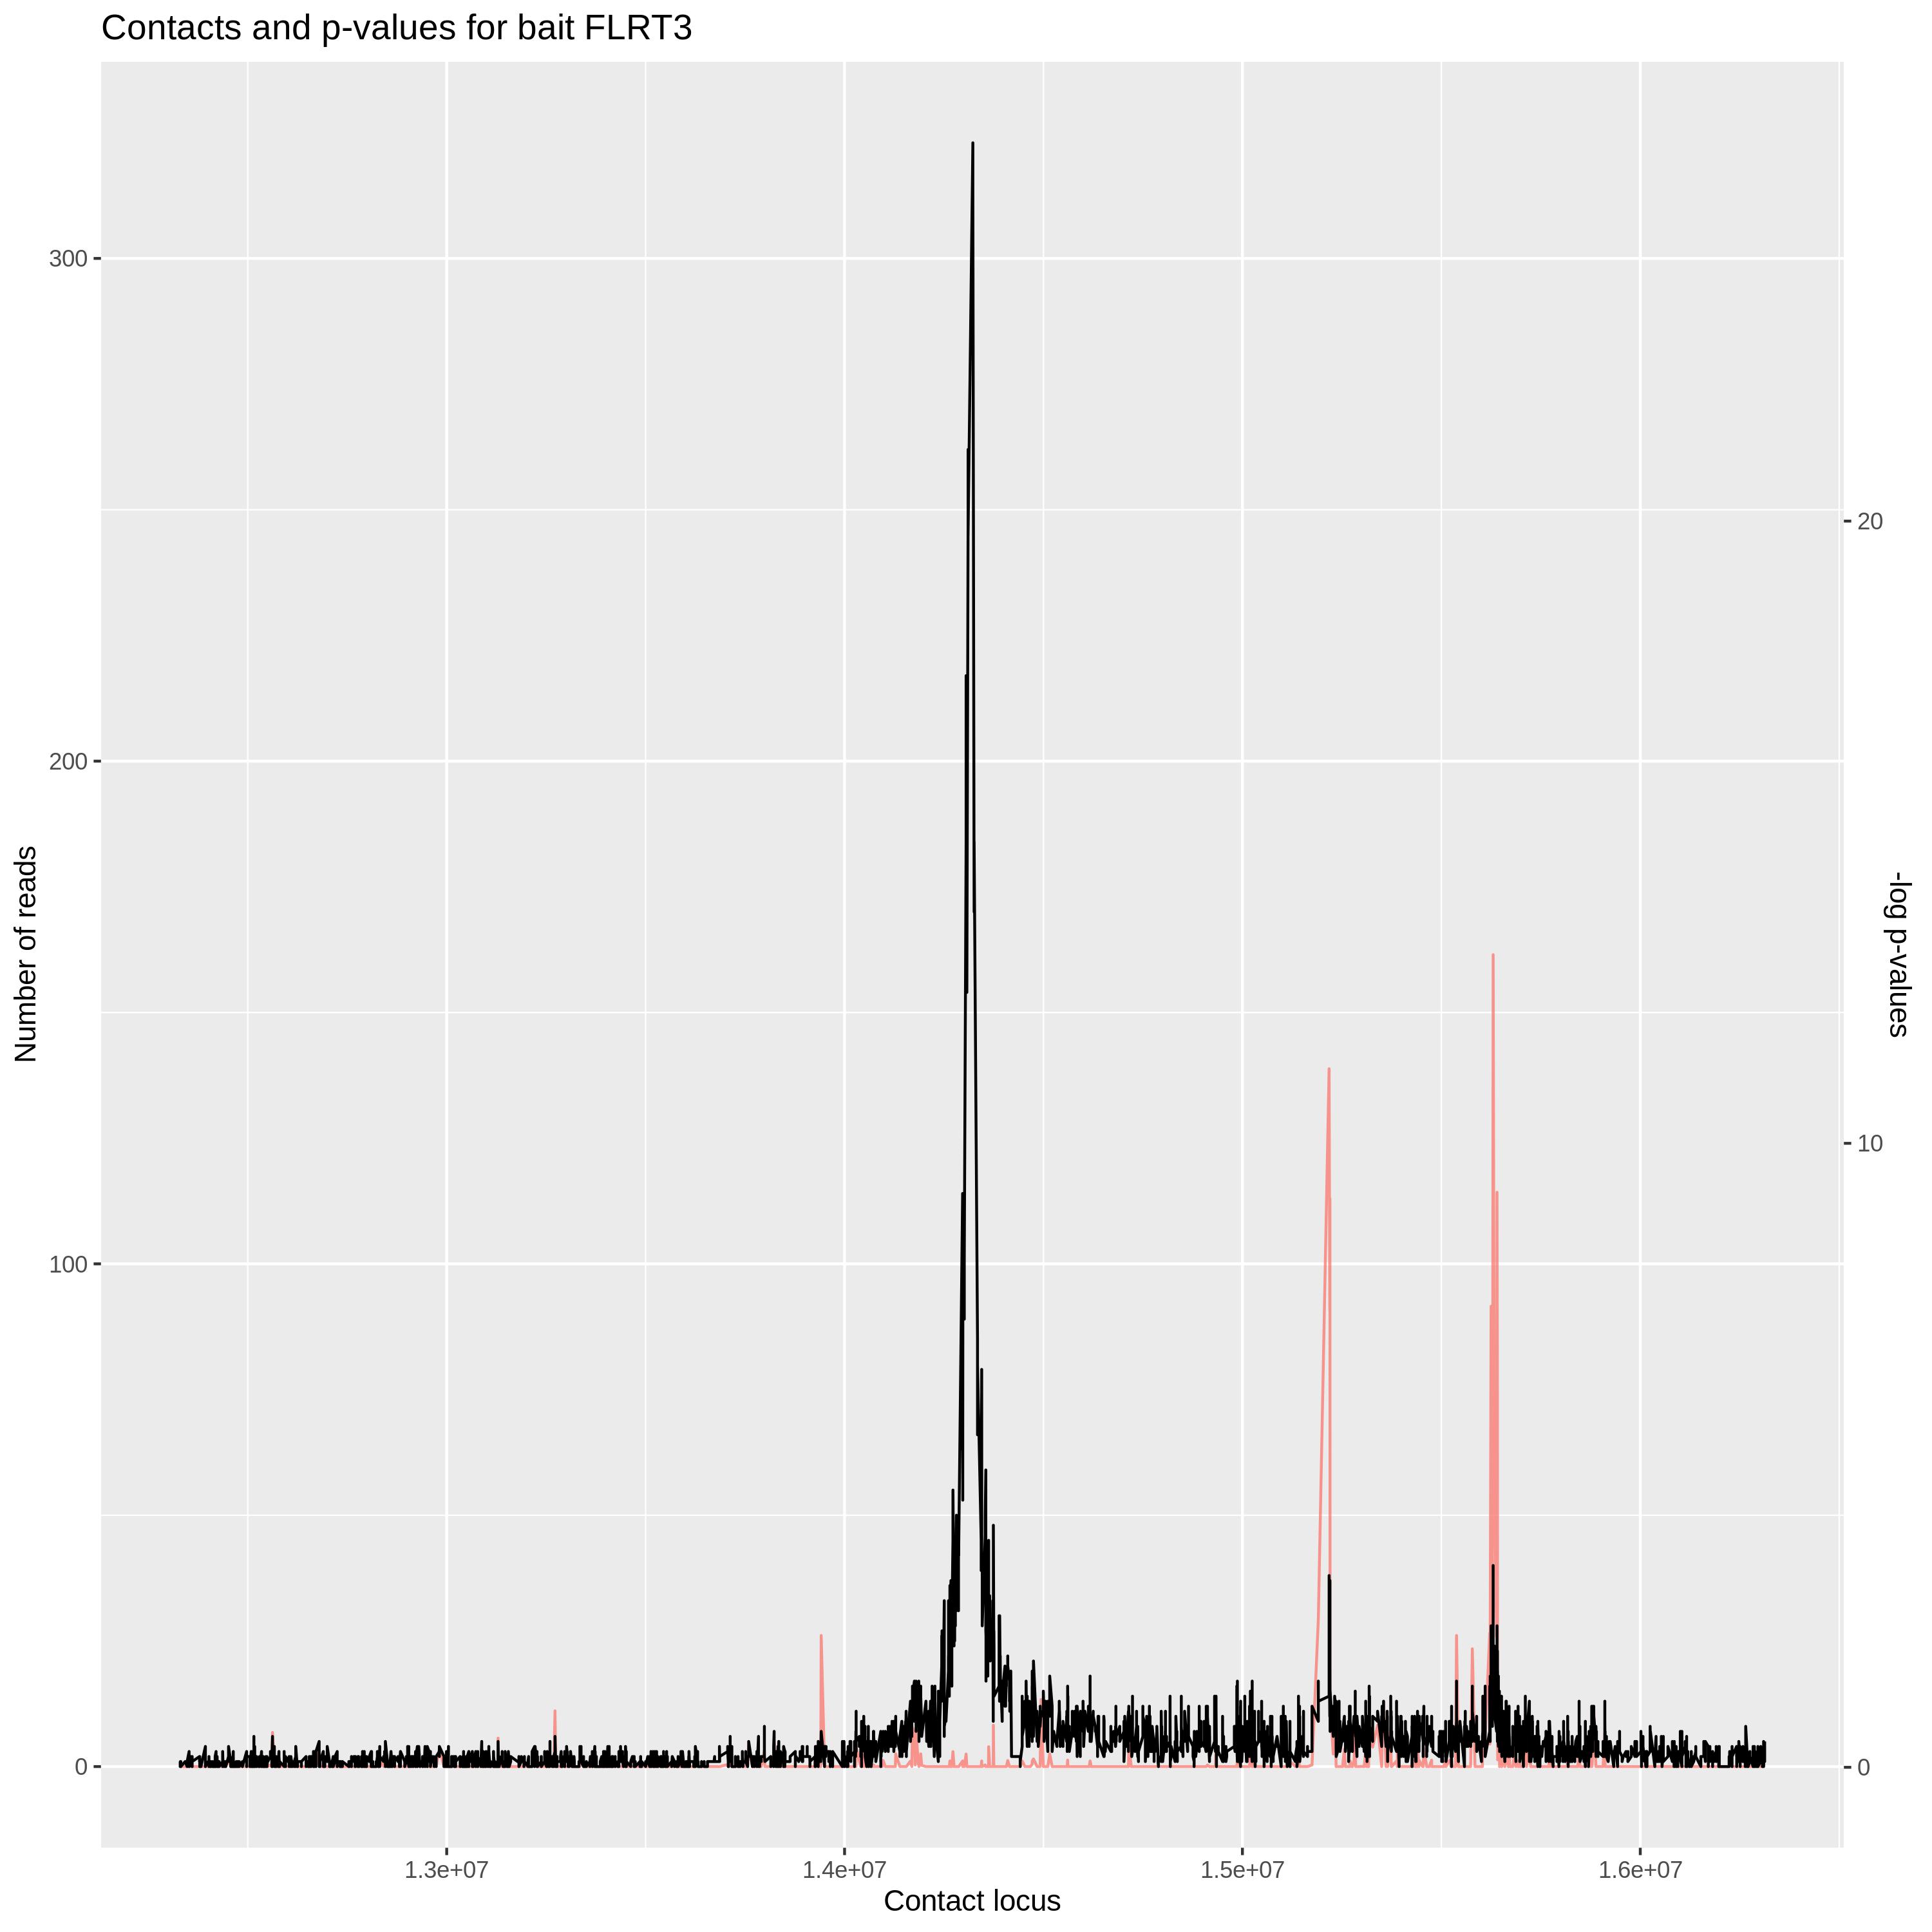 Contacts and p-values for bait FLRT3
300
200
100
0
Number of reads
20
10
0
-log p-values
1.3e+07
1.4e+07
1.5e+07
1.6e+07
Contact locus